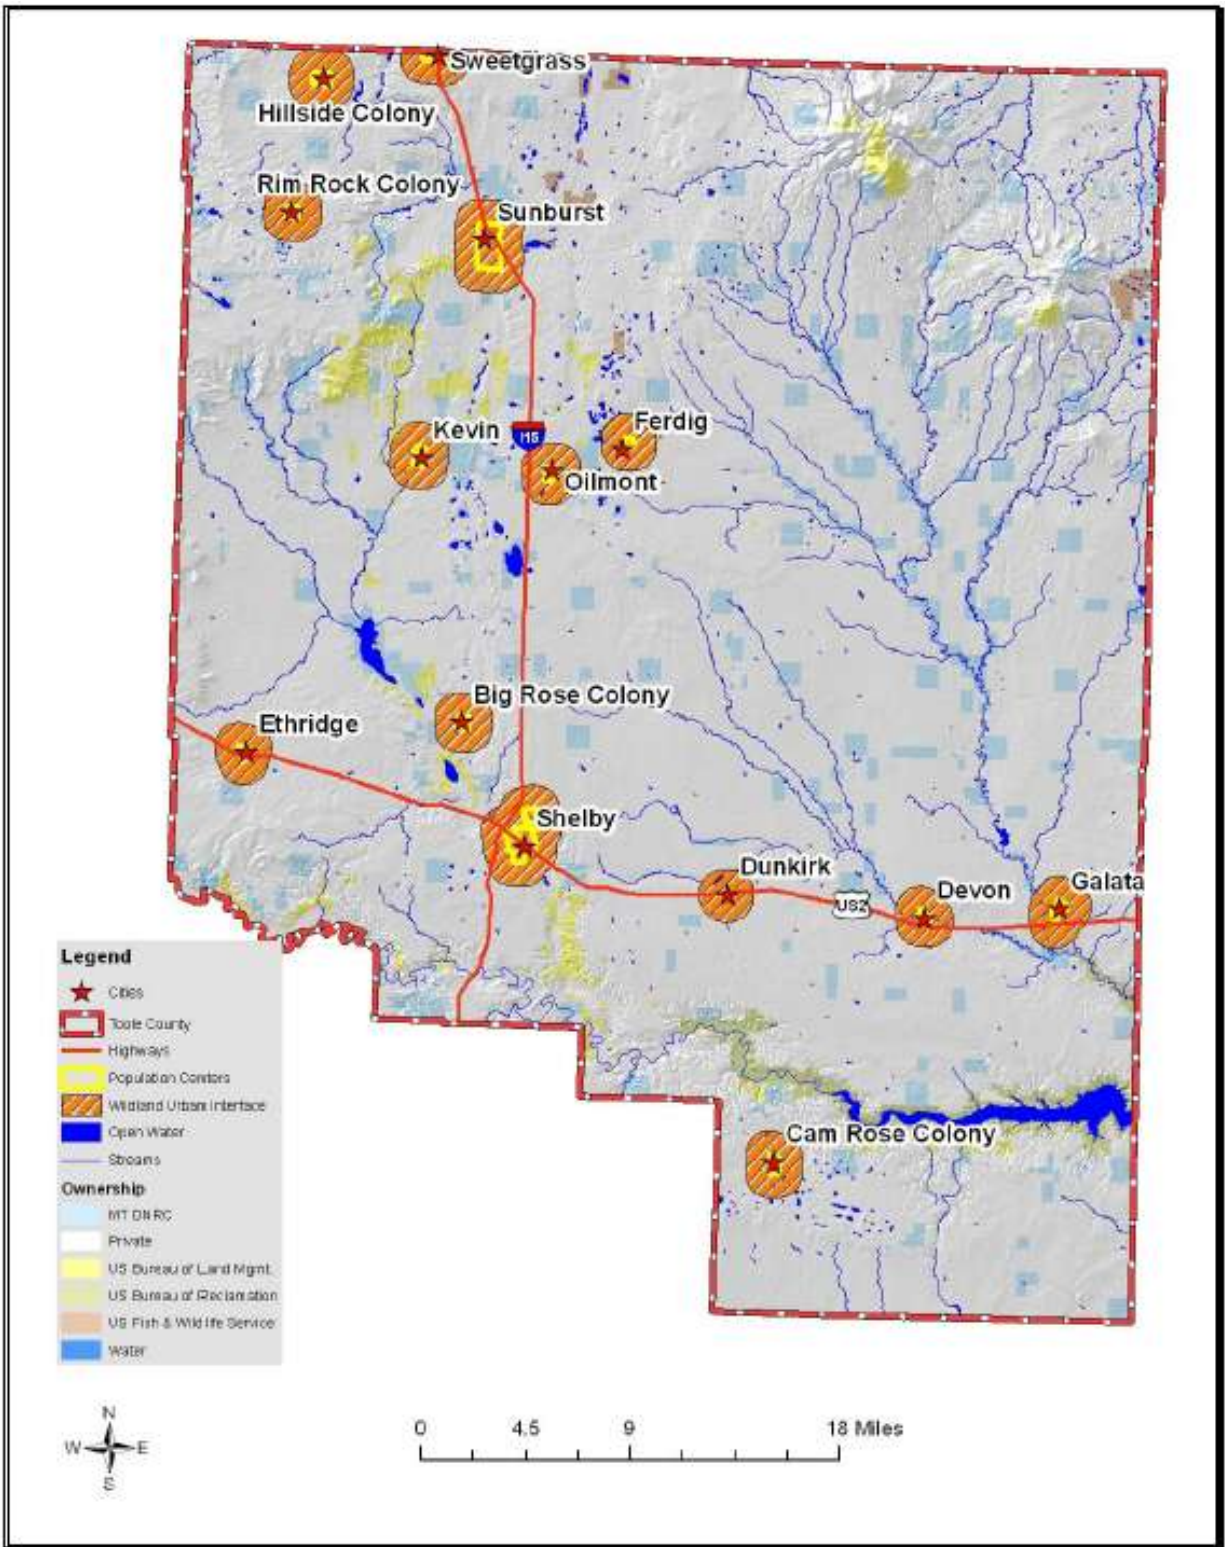 Sweetgrass
Hillside Colony
Rim Rock Colony
Sunburst
Kevin
I15
Ferdig
Oilmont
Big Rose Colony
Ethridge
Shelby
Dunkirk
US2
Devon
Galata
Cam Rose Colony
Legend
Cities
Toole County
Highways
Population Centers
Wildland Urban Interface
Open Water
Streams
Ownership
MT DNRC
Private
US Bureau of Land Mgmt.
US Bureau of Reclamation
US Fish & Wildlife Service
Water
N
W E
S
0 4.5 9 18 Miles